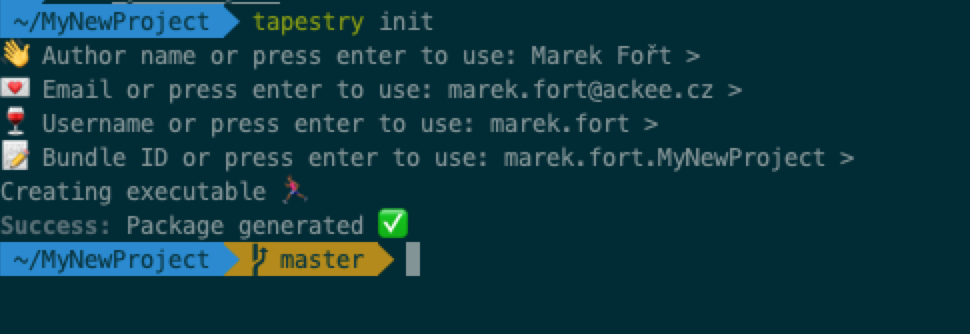 ~/MyNewProject tapestry init
👋 Author name or press enter to use: Marek Fořt >
💌 Email or press enter to use: marek.fort@ackee.cz >
🍷 Username or press enter to use: marek.fort >
📝 Bundle ID or press enter to use: marek.fort.MyNewProject >
Creating executable 🏃🏾‍♀️
Success: Package generated ✅
~/MyNewProject master